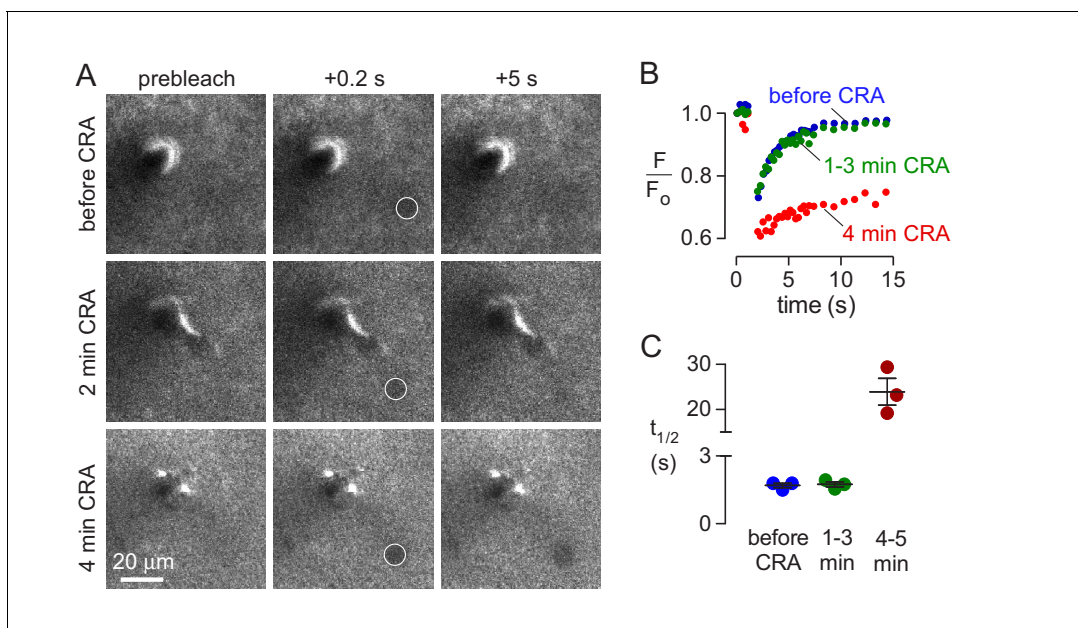 A
prebleach
+0.2 s
+5 s
before CRA
2 min CRA
4 min CRA
20 μm
B
before CRA
1-3 min CRA
4 min CRA
F
Fo
1.0
0.8
0.6
0
5
10
15
time (s)
C
t1/2
(s)
30
20
3
0
before
CRA
1-3
min
4-5
min